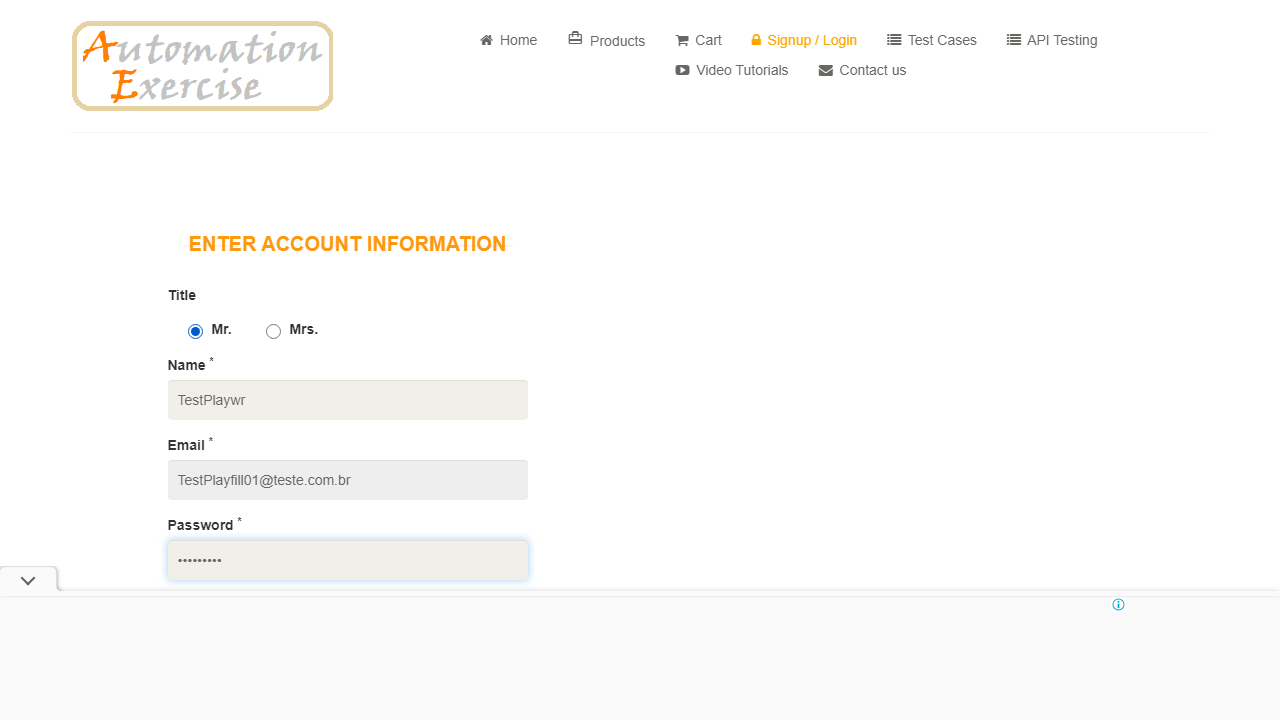 Automation
Exercise
Home
Products
Cart
Signup / Login
Test Cases
API Testing
Video Tutorials
Contact us
ENTER ACCOUNT INFORMATION
Title
Mr.
Mrs.
Name *
TestPlaywr
Email *
TestPlayfill01@teste.com.br
Password *
•••••••••